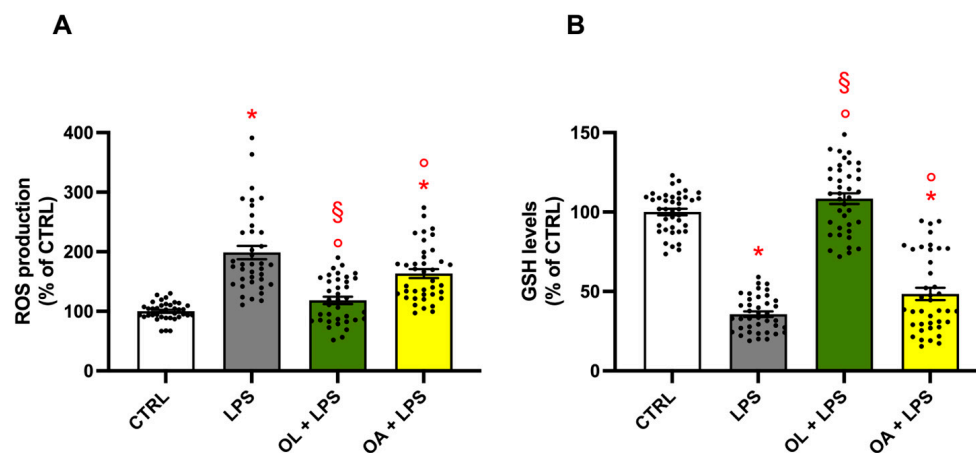 A
ROS production
(% of CTRL)
400
300
200
100
0
*
§
°
°
*
CTRL
LPS
OL + LPS
OA + LPS
B
GSH levels
(% of CTRL)
150
100
50
0
*
§
°
°
*
CTRL
LPS
OL + LPS
OA + LPS